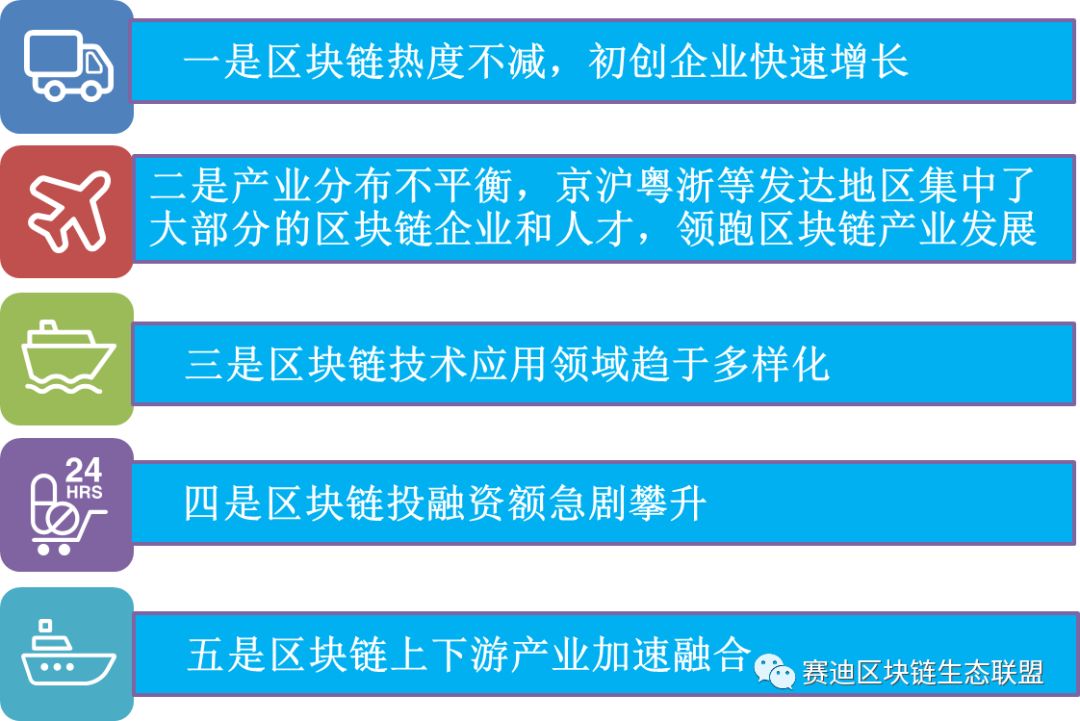 一是区块链热度不减，初创企业快速增长
二是产业分布不平衡，京沪粤浙等发达地区集中了
大部分的区块链企业和人才，领跑区块链产业发展
三是区块链技术应用领域趋于多样化
24
HRS
四是区块链投融资额急剧攀升
五是区块链上下游产业加速融合
赛迪区块链生态联盟